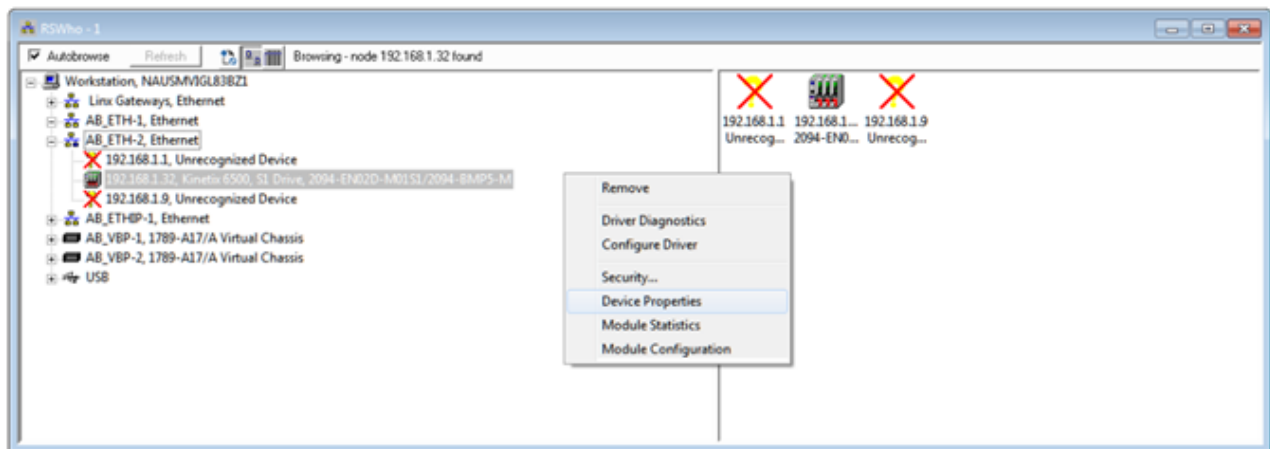 RSWho - 1
Autobrowse Refresh Browsing - node 192.168.1.32 found
Workstation, NAUSMVIGL83BZ1
Linx Gateways, Ethernet
AB_ETH-1, Ethernet
AB_ETH-2, Ethernet
192.168.1.1, Unrecognized Device
192.168.1.32, Kinetix 6500, S1 Drive, 2094-EN02D-M01S1/2094-BMP5-M
192.168.1.9, Unrecognized Device
AB_ETHIP-1, Ethernet
AB_VBP-1, 1789-A17/A Virtual Chassis
AB_VBP-2, 1789-A17/A Virtual Chassis
USB
Remove
Driver Diagnostics
Configure Driver
Security...
Device Properties
Module Statistics
Module Configuration
192.168.1.1 192.168.1... 192.168.1.9
Unrecog... 2094-EN0... Unrecog...